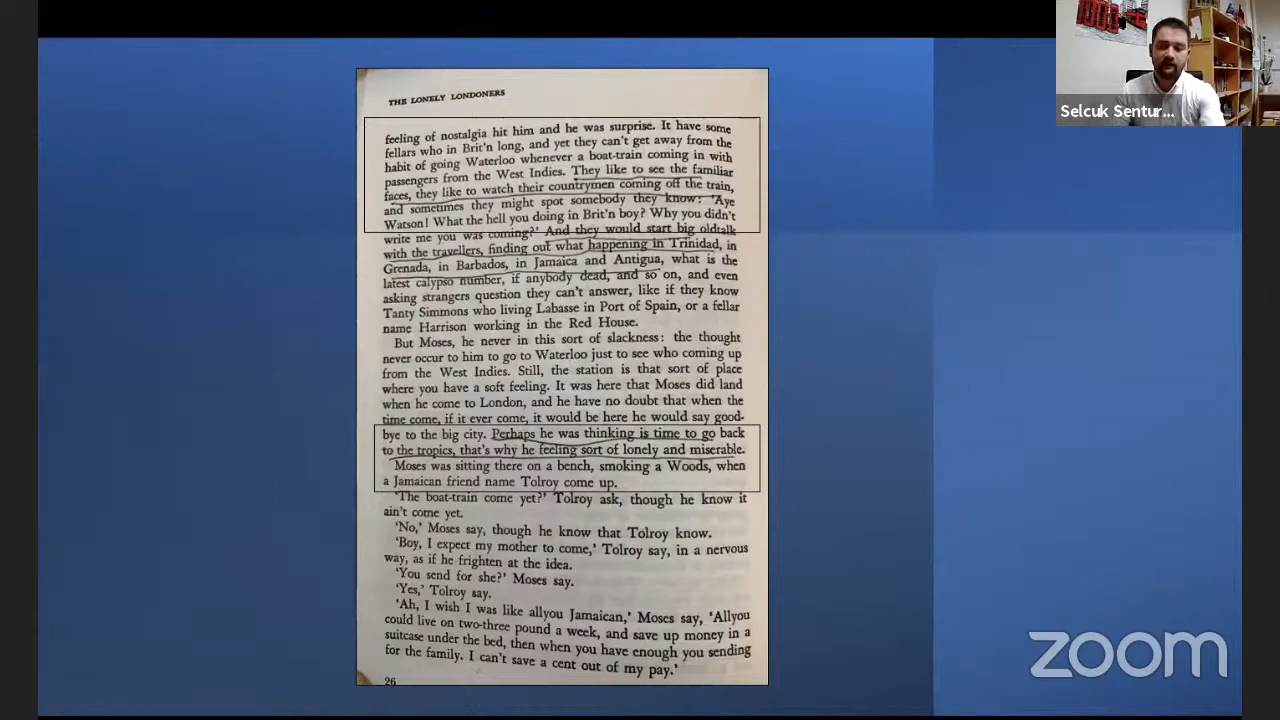 Selcuk Sentur...
THE LONELY LONDONERS
feeling of nostalgia hit him and he was surprise. It have some
fellars who in Brit'n long, and yet they can't get away from the
habit of going Waterloo whenever a boat-train coming in with
passengers from the West Indies. They like to see the familiar
faces, they like to watch their countrymen coming off the train,
and sometimes they might spot somebody they know: 'Aye
Watson! What the hell you doing in Brit'n boy? Why you didn't
write me you was coming?' And they would start big oldtalk
with the travellers, finding out what happening in Trinidad, in
Grenada, in Barbados, in Jamaica and Antigua, what is the
latest calypso number, if anybody dead, and so on, and even
asking strangers question they can't answer, like if they know
Tanty Simmons who living Labasse in Port of Spain, or a fellar
name Harrison working in the Red House.
But Moses, he never in this sort of slackness: the thought
never occur to him to go to Waterloo just to see who coming up
from the West Indies. Still, the station is that sort of place
where you have a soft feeling. It was here that Moses did land
when he come to London, and he have no doubt that when the
time come, if it ever come, it would be here he would say good-
bye to the big city. Perhaps he was thinking is time to go back
to the tropics, that's why he feeling sort of lonely and miserable.
Moses was sitting there on a bench, smoking a Woods, when
a Jamaican friend name Tolroy come up.
'The boat-train come yet?' Tolroy ask, though he know it
ain't come yet.
'No,' Moses say, though he know that Tolroy know.
'Boy, I expect my mother to come,' Tolroy say, in a nervous
way, as if he frighten at the idea.
'You send for she?' Moses say.
'Yes,' Tolroy say.
'Ah, I wish I was like allyou Jamaican,' Moses say, 'Allyou
could live on two-three pound a week, and save up money in a
suitcase under the bed, then when you have enough you sending
for the family. I can't save a cent out of my pay.'
26
zoom